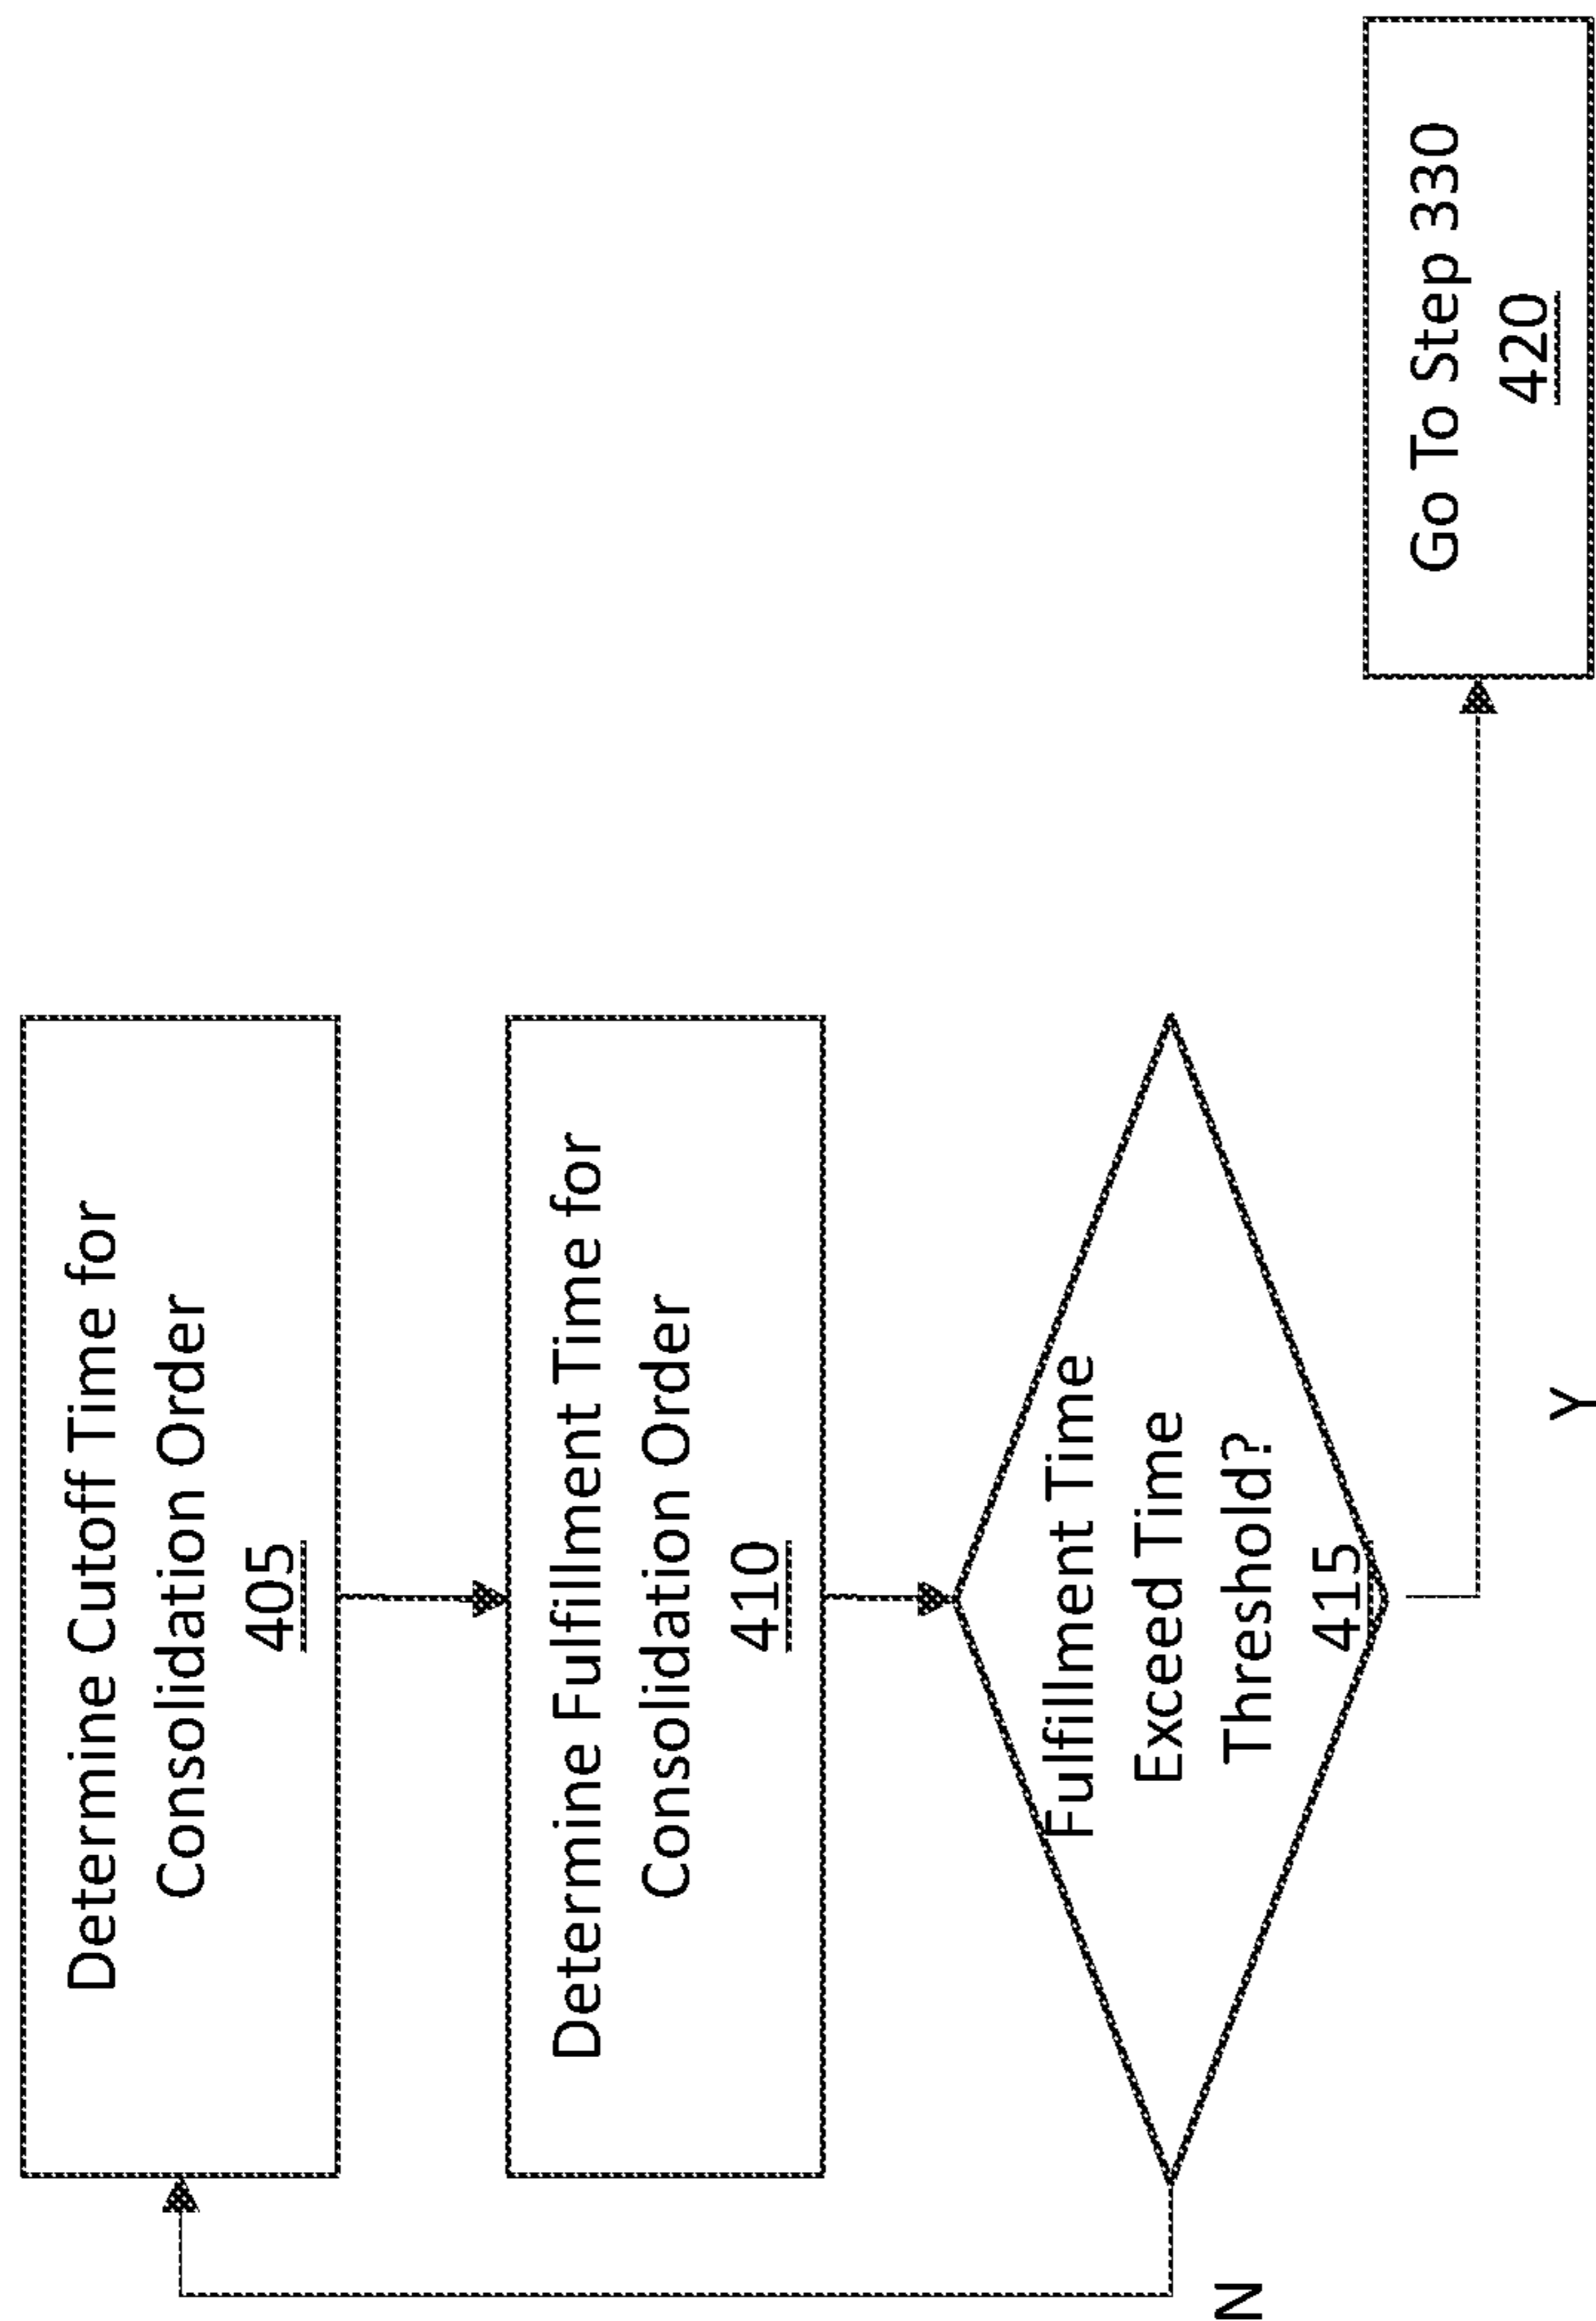 Determine Cutoff Time for
Consolidation Order
405
Determine Fulfillment Time for
Consolidation Order
410
Fulfillment Time
Exceed Time
Threshold?
415
N
Y
Go To Step 330
420